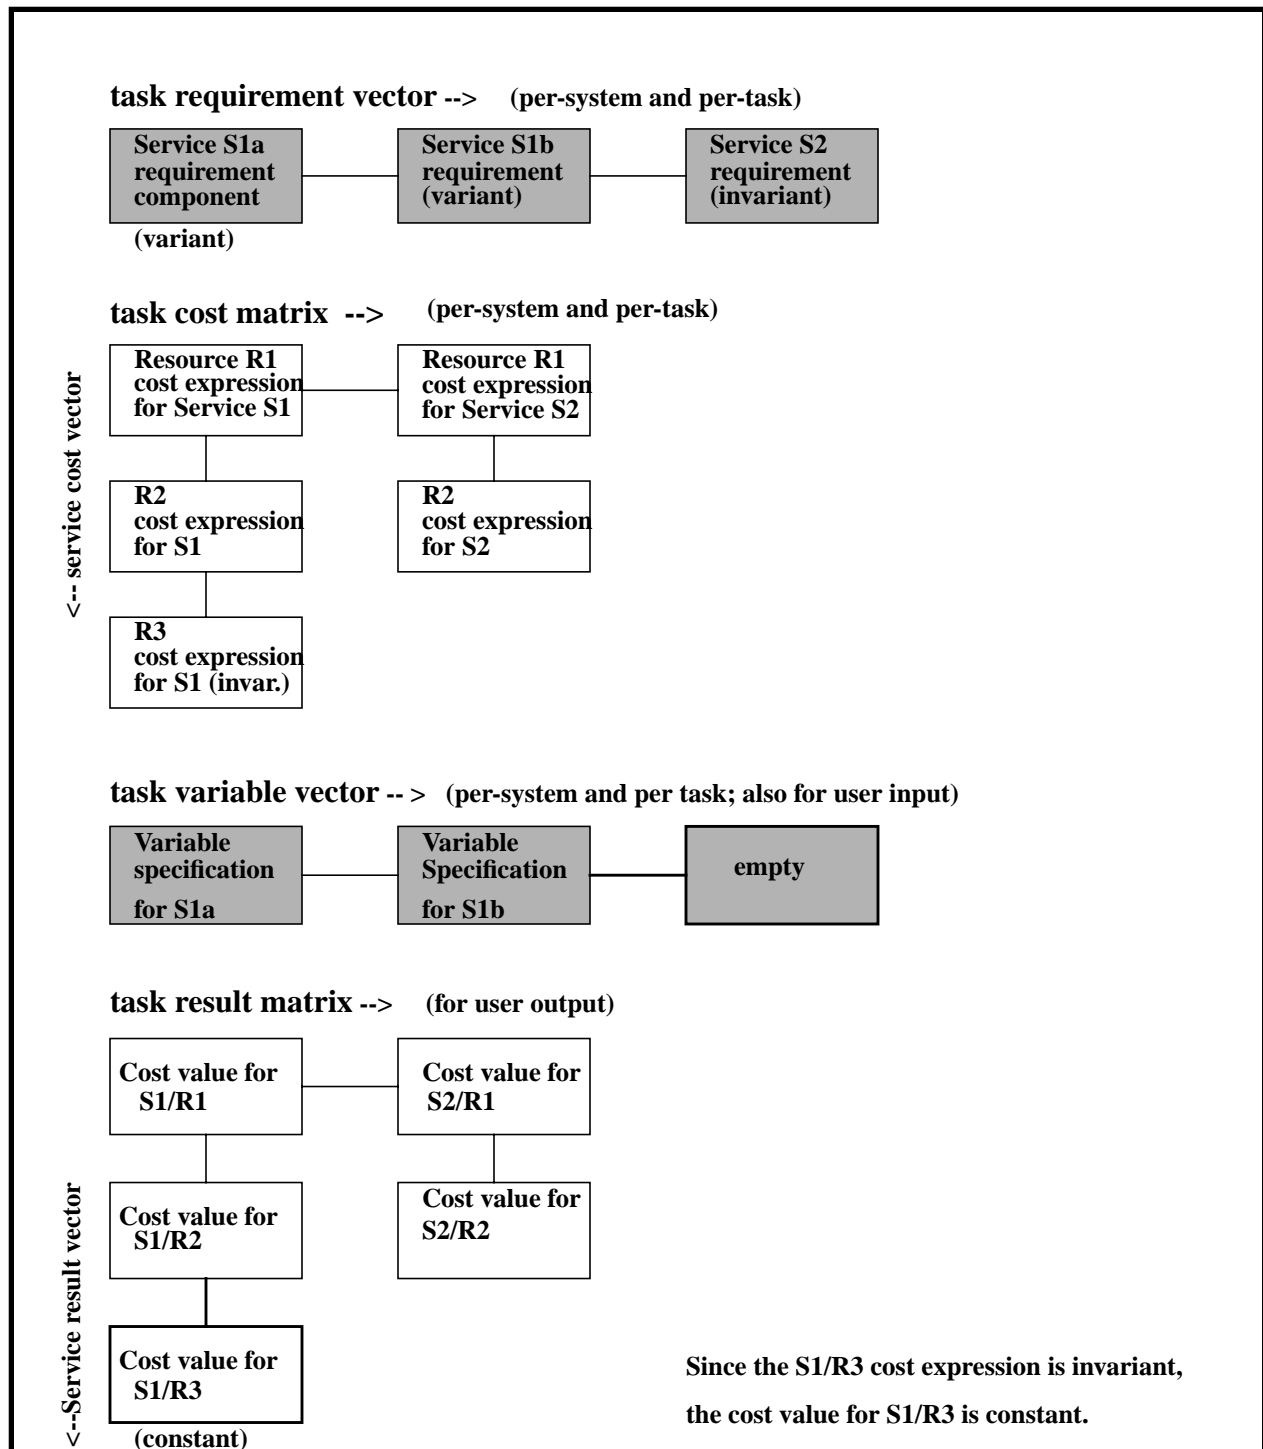 task requirement vector --> (per-system and per-task)
Service S1a
requirement
component
(variant)
Service S1b
requirement
(variant)
Service S2
requirement
(invariant)
task cost matrix --> (per-system and per-task)
<-- service cost vector
Resource R1
cost expression
for Service S1
Resource R1
cost expression
for Service S2
R2
cost expression
for S1
R2
cost expression
for S2
R3
cost expression
for S1 (invar.)
task variable vector -- > (per-system and per task; also for user input)
Variable
specification
for S1a
Variable
Specification
for S1b
empty
task result matrix --> (for user output)
<--Service result vector
Cost value for
S1/R1
Cost value for
S2/R1
Cost value for
S1/R2
Cost value for
S2/R2
Cost value for
S1/R3
(constant)
Since the S1/R3 cost expression is invariant,
the cost value for S1/R3 is constant.